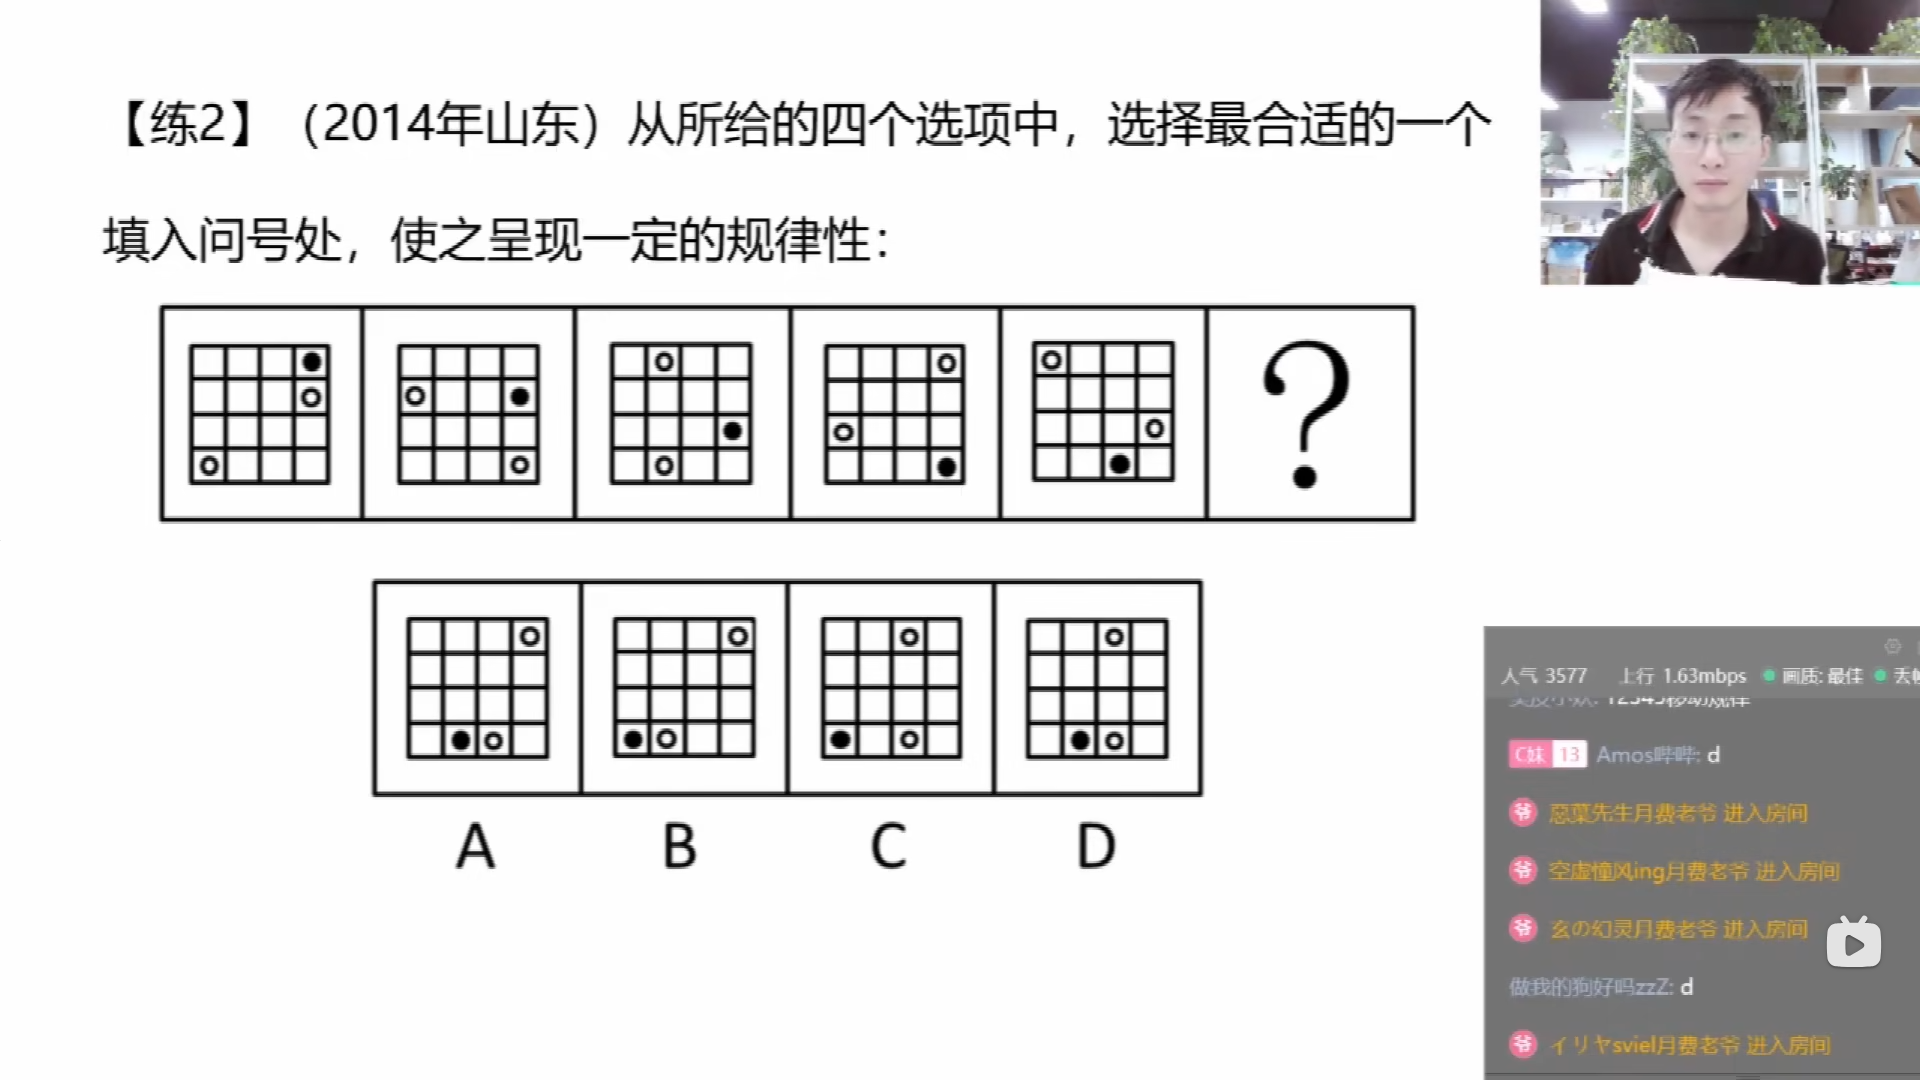 【练2】（2014年山东）从所给的四个选项中，选择最合适的一个
填入问号处，使之呈现一定的规律性：
?
A
B
C
D
人气 3577 上行 1.63mbps 画质: 最佳
C妹 13 Amos哔哔: d
爷 惡葉先生月费老爷 进入房间
爷 空虚憧风ing月费老爷 进入房间
爷 玄の幻灵月费老爷 进入房间
做我的狗好吗zzZ: d
爷 イリヤsviel月费老爷 进入房间